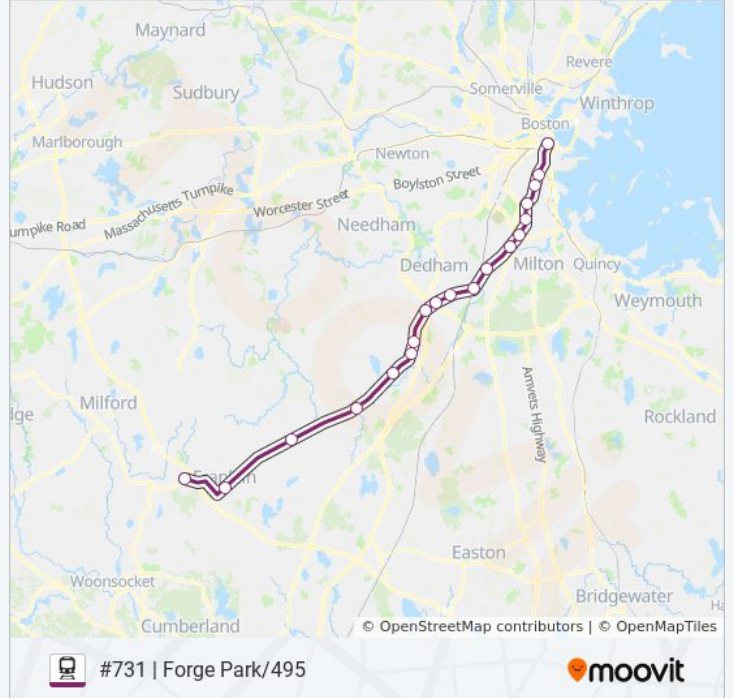 Maynard
Revere
Hudson
Sudbury
Somerville
Winthrop
Boston
Marlborough
Newton
Boylston Street
Massachusetts Turnpike
Worcester Street
umpike Road
Needham
Dedham
Milton
Quincy
Weymouth
Amvets Highway
dge
Milford
Rockland
Franklin
Easton
Woonsocket
Bridgewater
Ha
Cumberland
© OpenStreetMap contributors | © OpenMapTiles
#731 | Forge Park/495
moovit